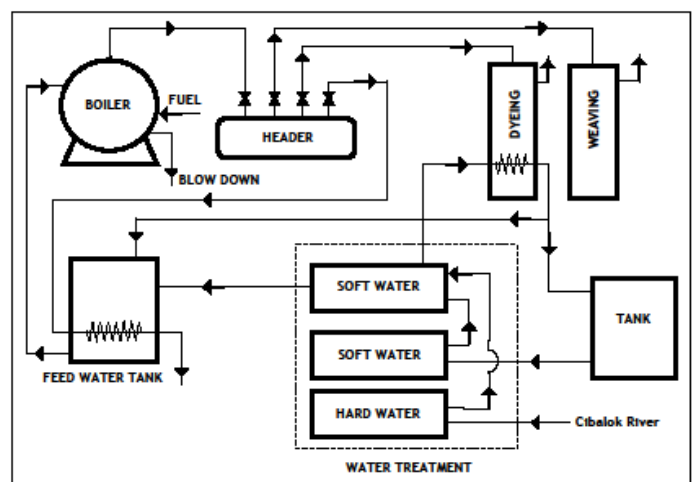 BOILER
FUEL
HEADER
BLOW DOWN
DYEING
WEAVING
SOFT WATER
SOFT WATER
HARD WATER
TANK
FEED WATER TANK
Cibalok River
WATER TREATMENT